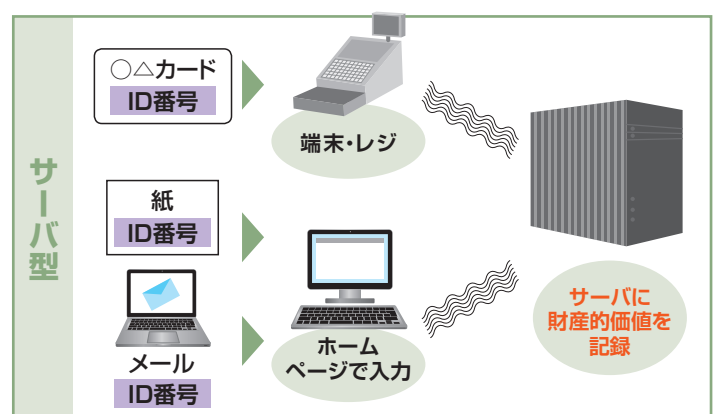 サーバ型
○△カード
ID番号
端末・レジ
紙
ID番号
メール
ID番号
ホーム
ページで入力
サーバに
財産的価値を
記録